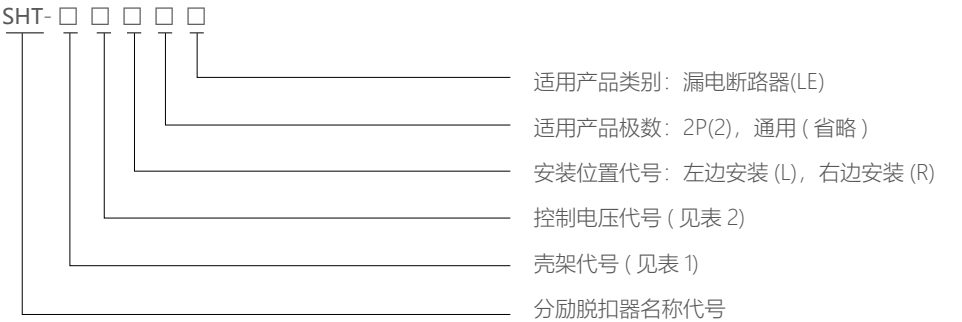 SHT- □ □ □ □ □
适用产品类别：漏电断路器(LE)
适用产品极数：2P(2)，通用 ( 省略 )
安装位置代号：左边安装 (L)，右边安装 (R)
控制电压代号 ( 见表 2)
壳架代号 ( 见表 1)
分励脱扣器名称代号